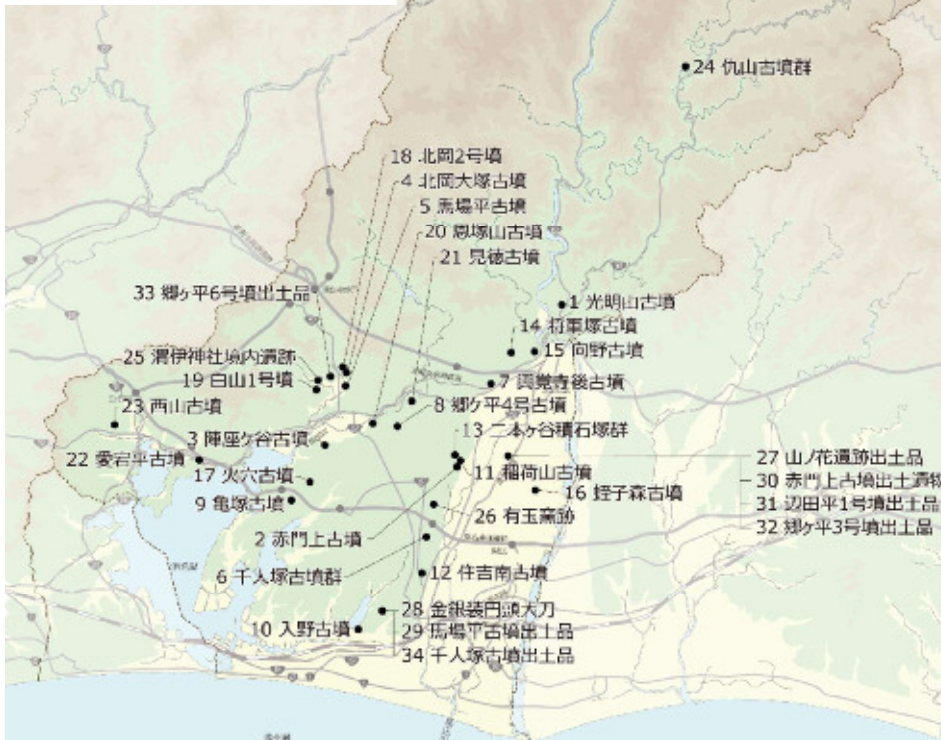 24 仇山古墳群
18 北岡2号墳
4 北岡大塚古墳
5 馬場平古墳
20 恩塚山古墳
21 見徳古墳
33 郷ヶ平6号墳出土品
1 光明山古墳
14 将軍塚古墳
15 向野古墳
25 渭伊神社境内遺跡
19 白山1号墳
7 興覚寺後古墳
23 西山古墳
8 郷ケ平4号古墳
3 陣座ケ谷古墳
13 二本ヶ谷積石塚群
22 愛宕平古墳
27 山ノ花遺跡出土品
17 火穴古墳
11 稲荷山古墳
30 赤門上古墳出土遺物
16 蛭子森古墳
9 亀塚古墳
31 辺田平1号墳出土品
26 有玉窯跡
32 郷ヶ平3号墳出土品
2 赤門上古墳
6 千人塚古墳群
12 住吉南古墳
28 金銀装円頭大刀
10 入野古墳
29 馬場平古墳出土品
34 千人塚古墳出土品